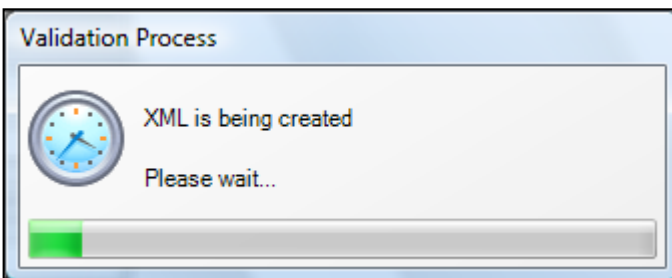 Validation Process
XML is being created
Please wait...